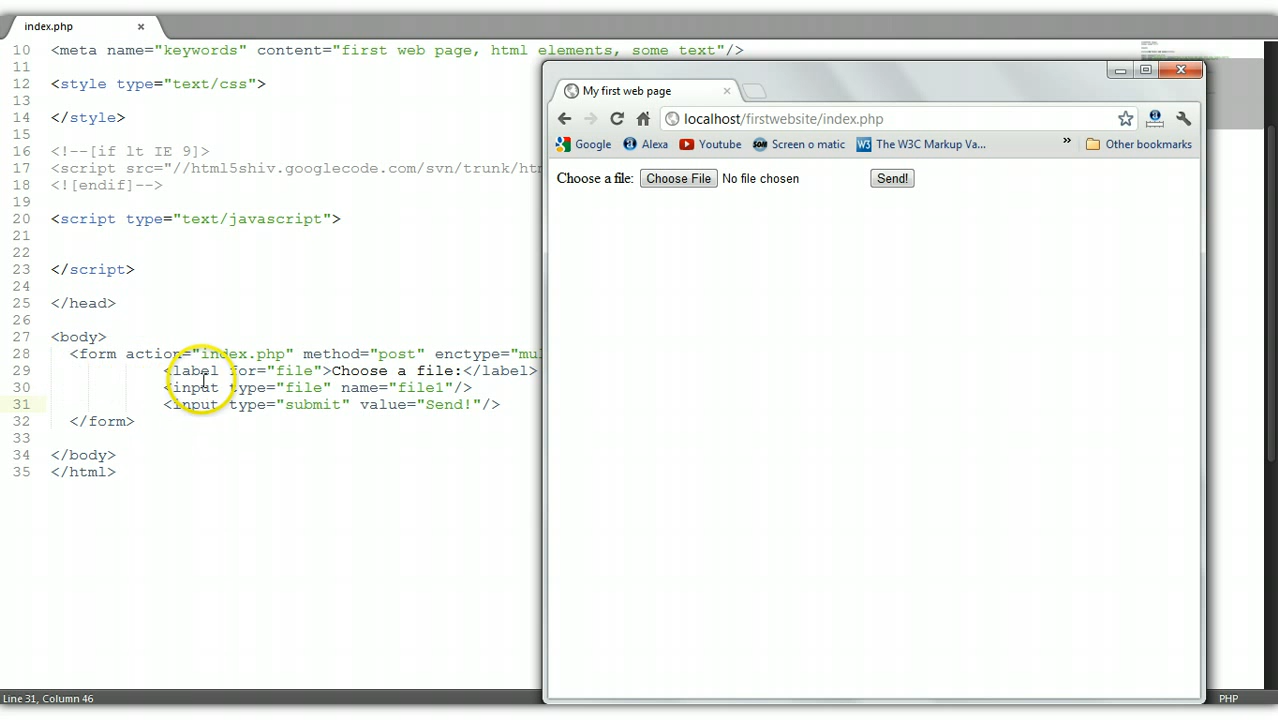 index.php
10 <meta name="keywords" content="first web page, html elements, some text"/>
11
12 <style type="text/css">
13
14 </style>
15
16 <!--[if lt IE 9]>
17 <script src="//html5shiv.googlecode.com/svn/trunk/htm
18 <![endif]-->
19
20 <script type="text/javascript">
21
22
23 </script>
24
25 </head>
26
27 <body>
28 <form action="index.php" method="post" enctype="mul
29 <label for="file">Choose a file:</label>
30 <input type="file" name="file1"/>
31 <input type="submit" value="Send!"/>
32 </form>
33
34 </body>
35 </html>
Line 31, Column 46
PHP
My first web page
localhost/firstwebsite/index.php
Google Alexa YouTube Screen o matic The W3C Markup Va... » Other bookmarks
Choose a file: Choose File No file chosen Send!